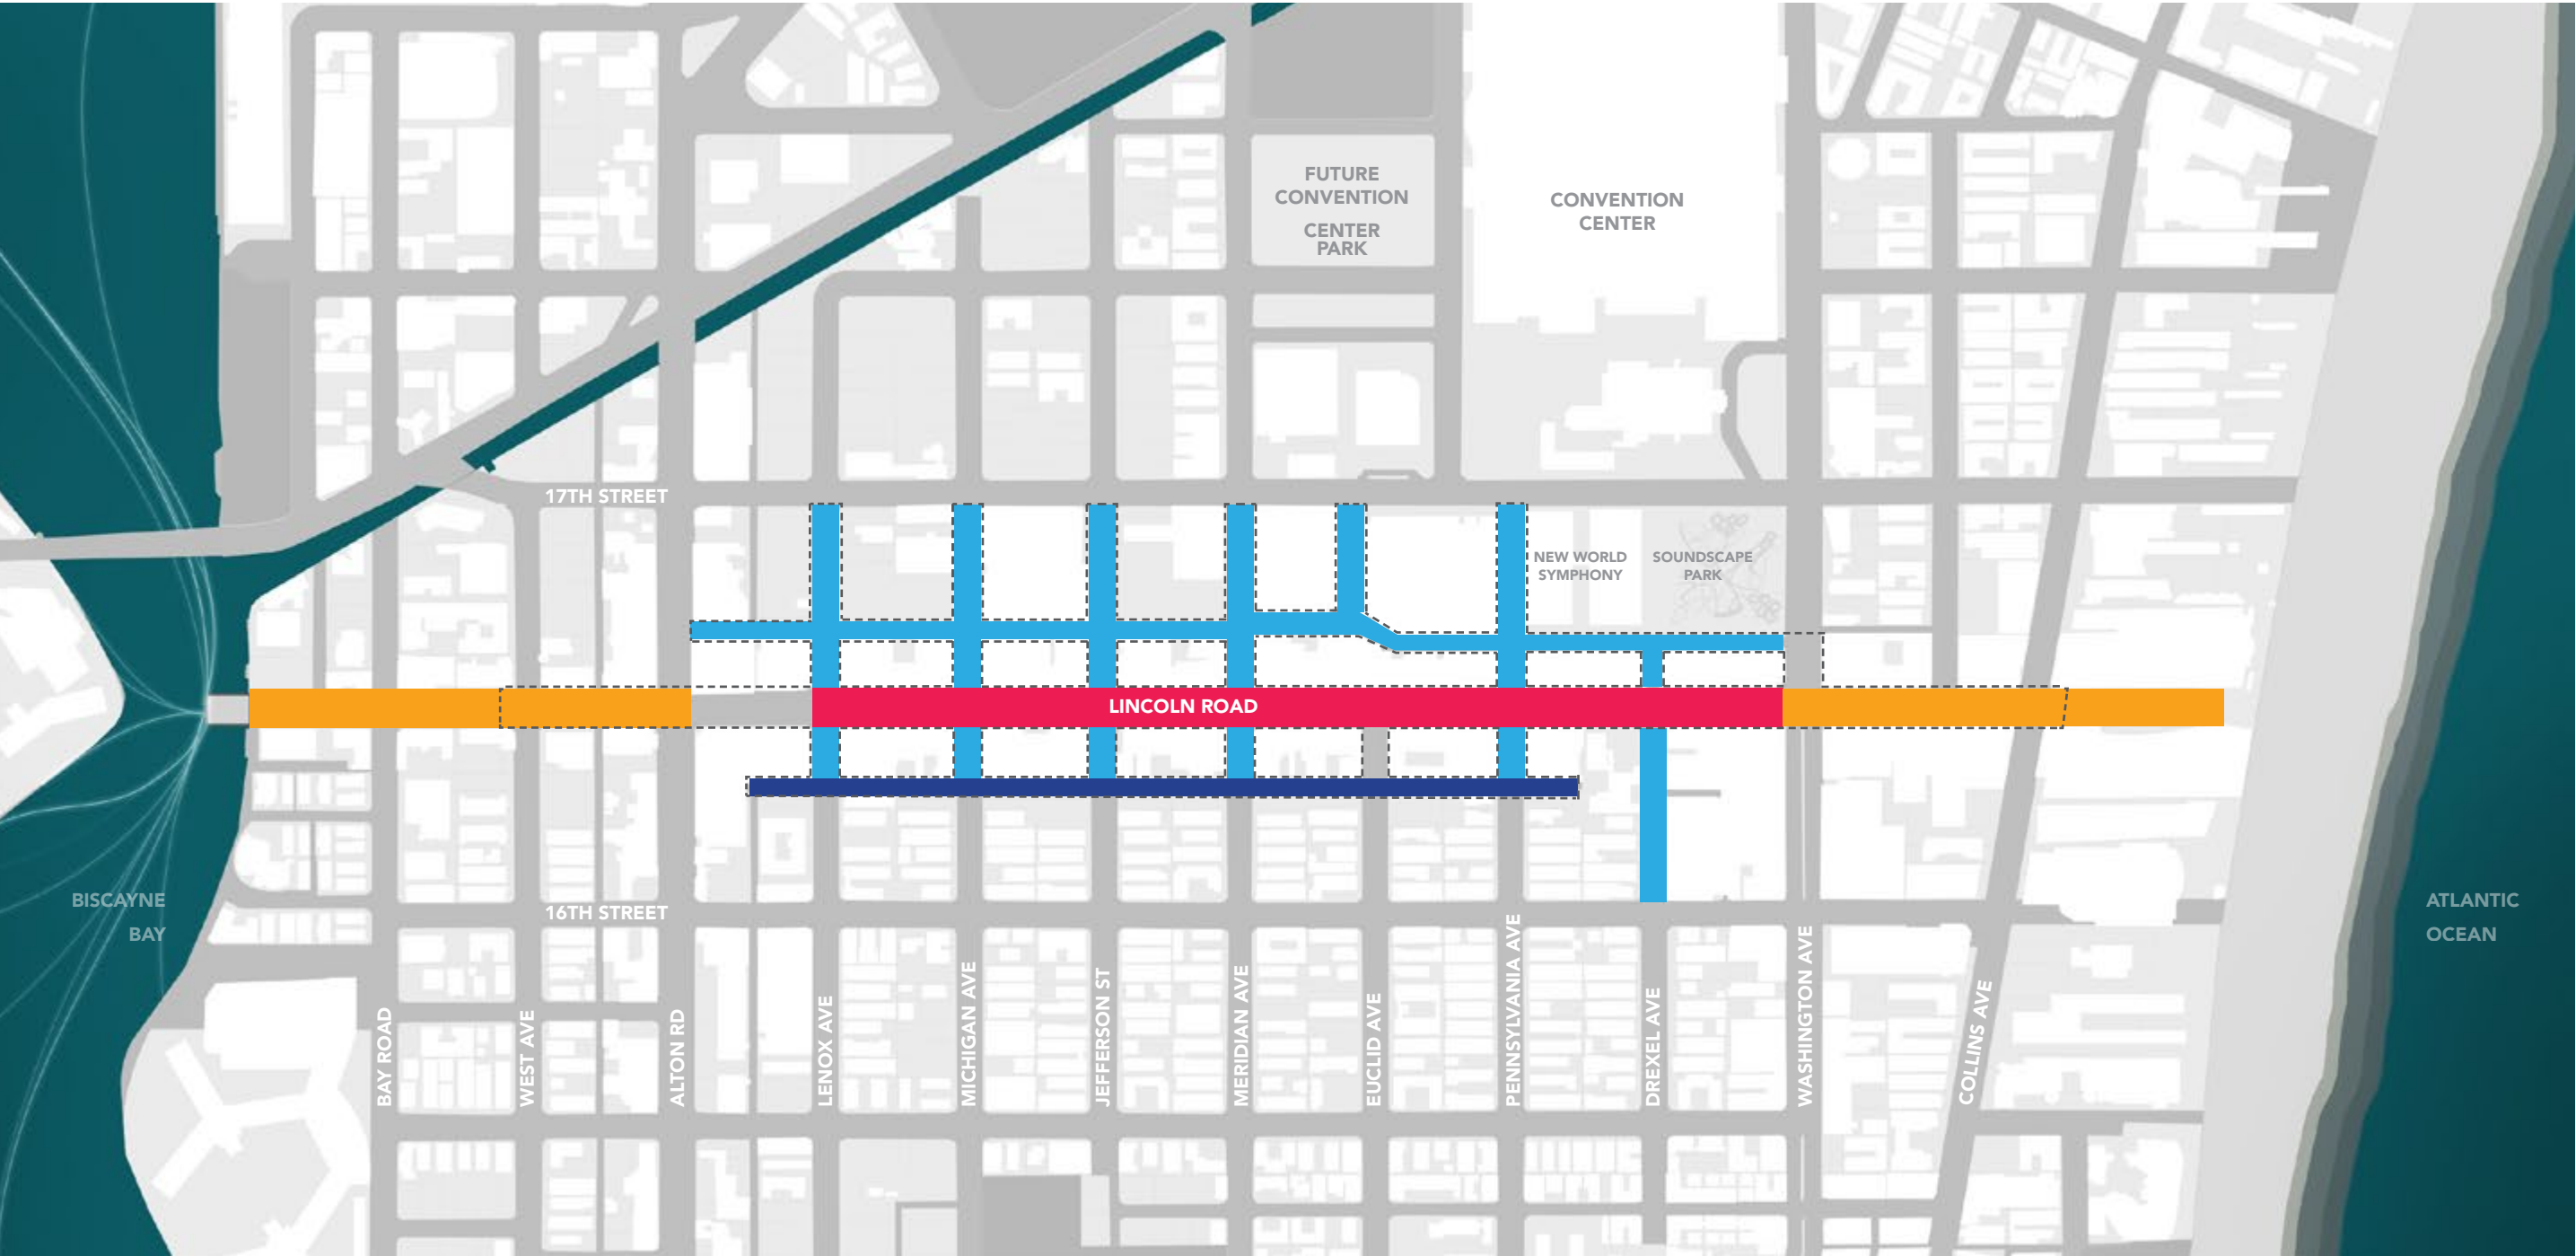 FUTURE
CONVENTION
CENTER
PARK
CONVENTION
CENTER
17TH STREET
NEW WORLD
SYMPHONY
SOUNDSCAPE
PARK
LINCOLN ROAD
BISCAYNE
BAY
16TH STREET
ATLANTIC
OCEAN
BAY ROAD
WEST AVE
ALTON RD
LENOX AVE
MICHIGAN AVE
JEFFERSON ST
MERIDIAN AVE
EUCLID AVE
PENNSYLVANIA AVE
DREXEL AVE
WASHINGTON AVE
COLLINS AVE